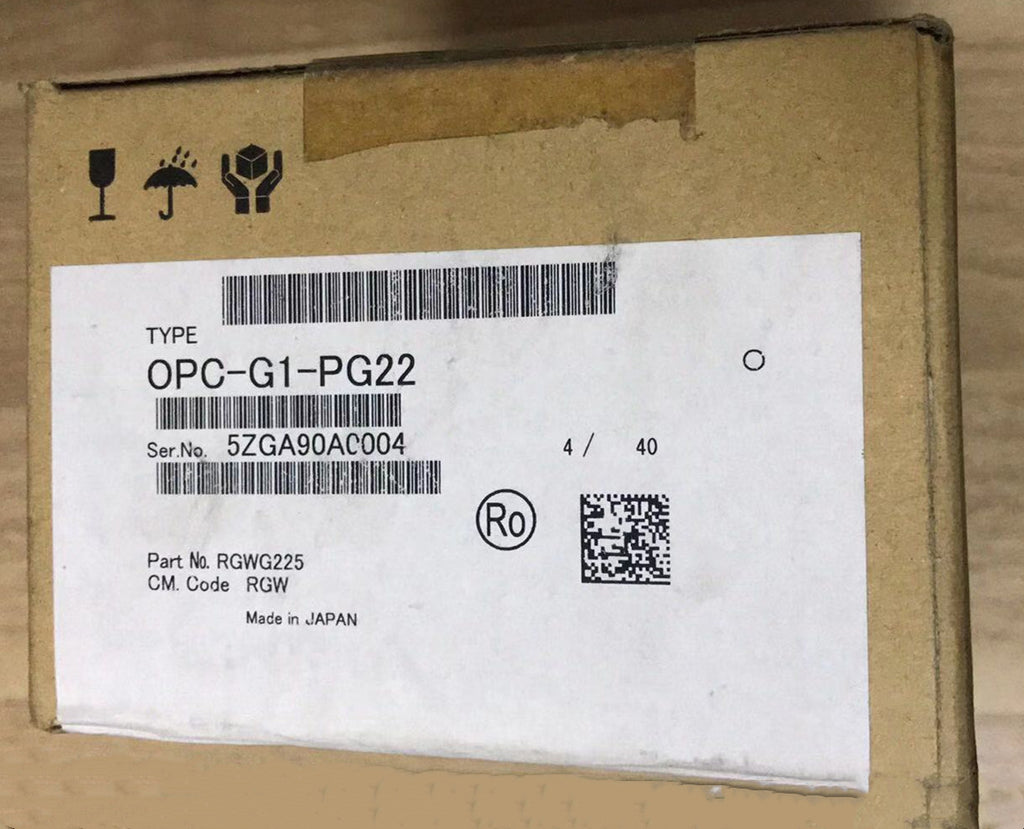 TYPE
OPC-G1-PG22
Ser.No. 5ZGA90AC004
4 / 40
Ro
Part No. RGWG225
CM. Code RGW
Made in JAPAN